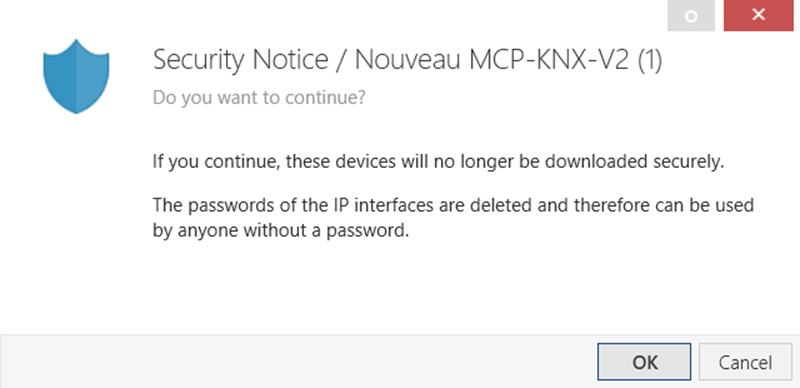 Security Notice / Nouveau MCP-KNX-V2 (1)
Do you want to continue?
If you continue, these devices will no longer be downloaded securely.
The passwords of the IP interfaces are deleted and therefore can be used
by anyone without a password.
OK
Cancel